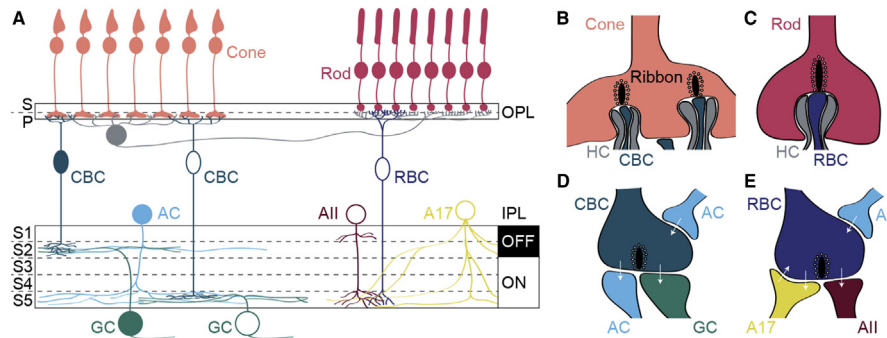 A
Cone
Rod
S
P
OPL
CBC
CBC
RBC
AC
AII
A17
IPL
S1
S2
S3
S4
S5
OFF
ON
GC
GC
B
Cone
Ribbon
HC
CBC
C
Rod
HC
RBC
D
CBC
AC
AC
GC
E
RBC
A
A17
AII